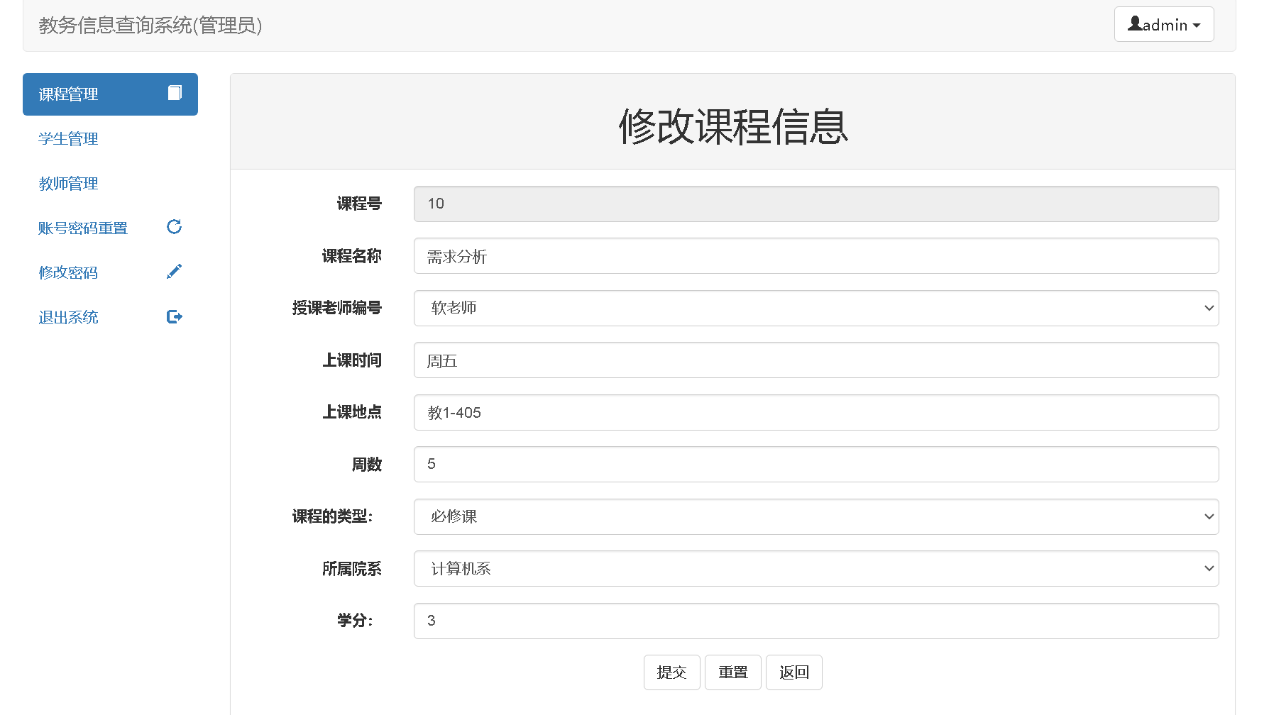 教务信息查询系统(管理员)
admin
课程管理
学生管理
教师管理
账号密码重置
修改密码
退出系统
修改课程信息
课程号 10
课程名称 需求分析
授课老师编号 软老师
上课时间 周五
上课地点 教1-405
周数 5
课程的类型： 必修课
所属院系 计算机系
学分： 3
提交 重置 返回